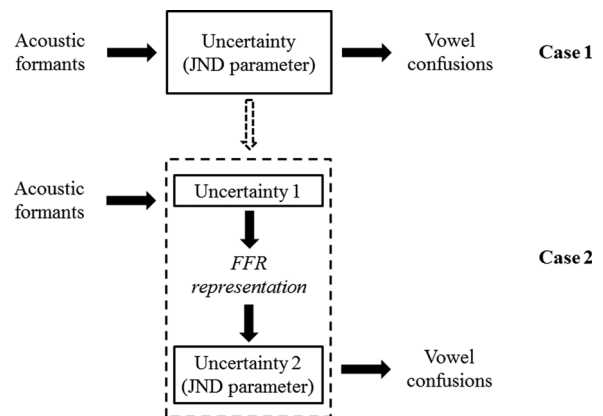 Acoustic
formants
Uncertainty
(JND parameter)
Vowel
confusions
Case 1
Acoustic
formants
Uncertainty 1
FFR
representation
Case 2
Uncertainty 2
(JND parameter)
Vowel
confusions